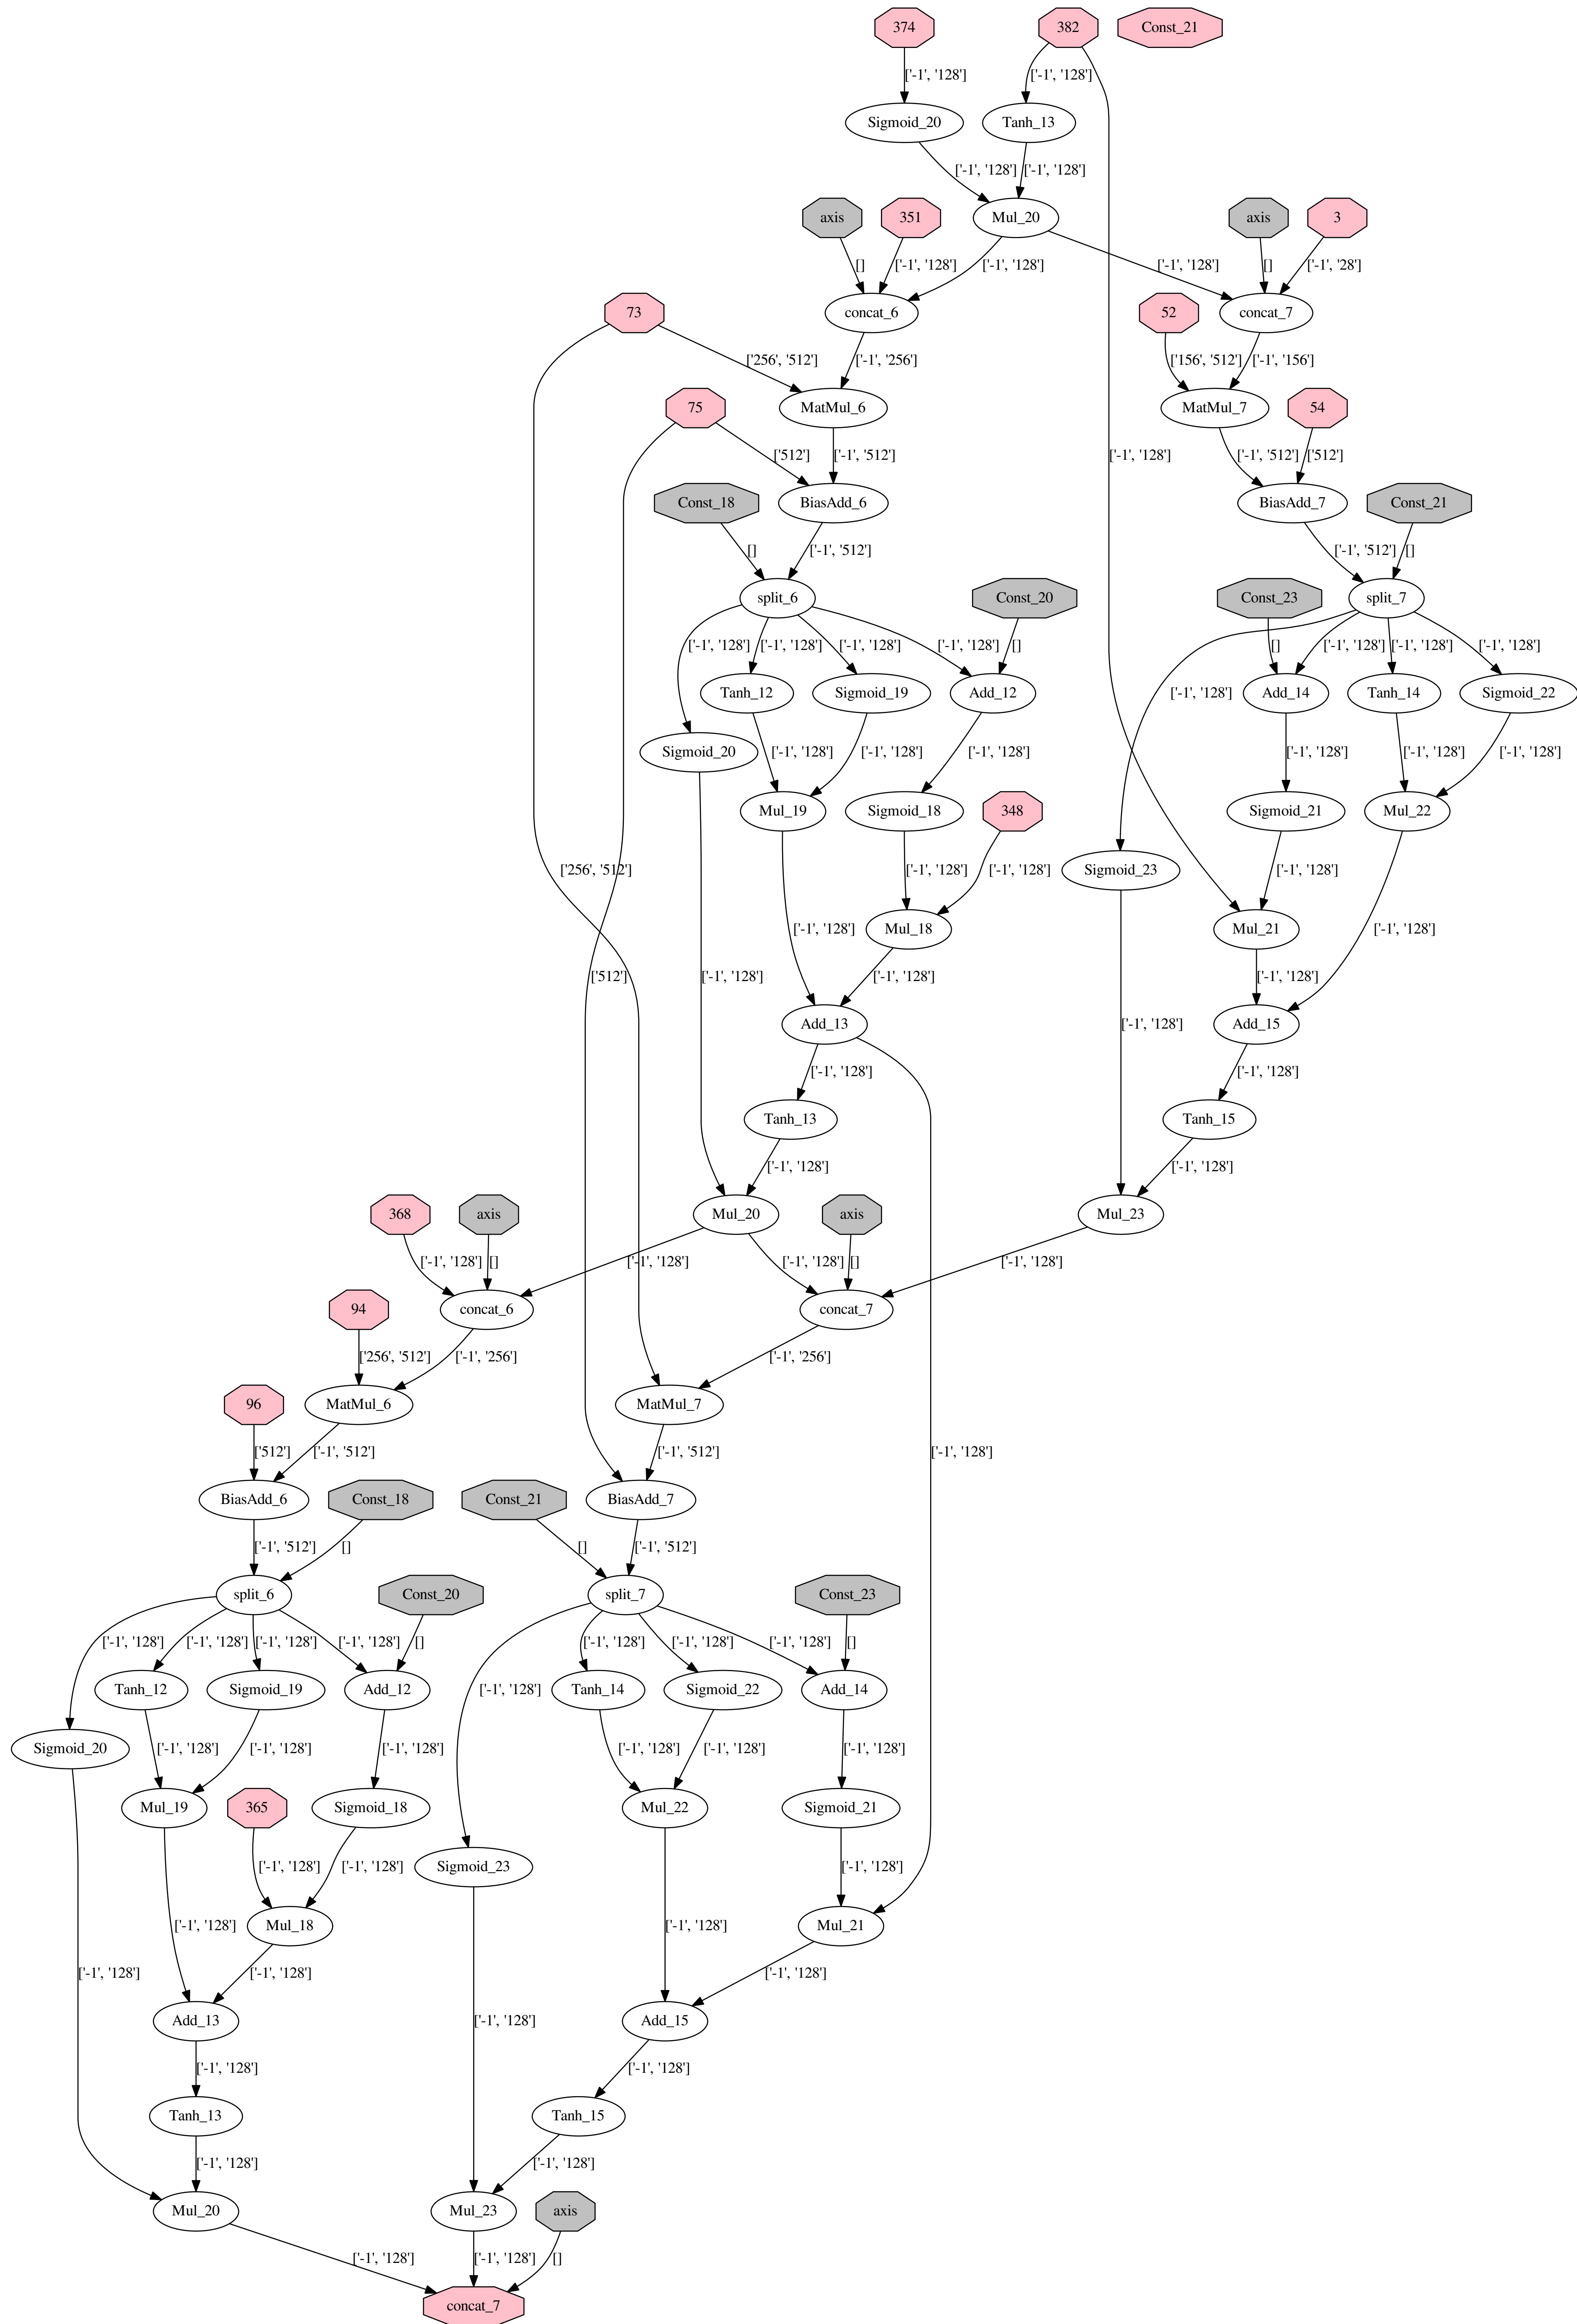 374 382 Const_21
['-1', '128'] ['-1', '128']
Sigmoid_20 Tanh_13
['-1', '128'] ['-1', '128']
axis 351 Mul_20 axis 3
[] ['-1', '128'] ['-1', '128'] ['-1', '128'] [] ['-1', '28']
73 concat_6 52 concat_7
['256', '512'] ['-1', '256'] ['156', '512'] ['-1', '156']
75 MatMul_6 MatMul_7 54
['512'] ['-1', '512'] ['-1', '128'] ['-1', '512'] ['512']
Const_18 BiasAdd_6 BiasAdd_7 Const_21
[] ['-1', '512'] ['-1', '512'] []
split_6 Const_20 Const_23 split_7
['-1', '128'] ['-1', '128'] ['-1', '128'] ['-1', '128'] [] [] ['-1', '128'] ['-1', '128'] ['-1', '128']
Tanh_12 Sigmoid_19 Add_12 ['-1', '128'] Add_14 Tanh_14 Sigmoid_22
Sigmoid_20 ['-1', '128'] ['-1', '128'] ['-1', '128'] ['-1', '128'] ['-1', '128'] ['-1', '128']
Mul_19 Sigmoid_18 348 Sigmoid_21 Mul_22
['256', '512'] ['-1', '128'] ['-1', '128'] Sigmoid_23 ['-1', '128']
['-1', '128'] Mul_18 Mul_21 ['-1', '128']
['512'] ['-1', '128'] ['-1', '128'] ['-1', '128']
Add_13 ['-1', '128'] Add_15
['-1', '128'] ['-1', '128']
Tanh_13 Tanh_15
['-1', '128'] ['-1', '128']
368 axis Mul_20 axis Mul_23
['-1', '128'] [] ['-1', '128'] ['-1', '128'] [] ['-1', '128']
94 concat_6 concat_7
['256', '512'] ['-1', '256'] ['-1', '256']
96 MatMul_6 MatMul_7
['512'] ['-1', '512'] ['-1', '512'] ['-1', '128']
BiasAdd_6 Const_18 Const_21 BiasAdd_7
['-1', '512'] [] [] ['-1', '512']
split_6 Const_20 split_7 Const_23
['-1', '128'] ['-1', '128'] ['-1', '128'] ['-1', '128'] [] ['-1', '128'] ['-1', '128'] ['-1', '128'] []
Tanh_12 Sigmoid_19 Add_12 ['-1', '128'] Tanh_14 Sigmoid_22 Add_14
Sigmoid_20 ['-1', '128'] ['-1', '128'] ['-1', '128'] ['-1', '128'] ['-1', '128'] ['-1', '128']
Mul_19 365 Sigmoid_18 Mul_22 Sigmoid_21
['-1', '128'] ['-1', '128'] Sigmoid_23 ['-1', '128']
['-1', '128'] Mul_18 ['-1', '128'] Mul_21
['-1', '128'] ['-1', '128'] ['-1', '128']
Add_13 ['-1', '128'] Add_15
['-1', '128'] ['-1', '128']
Tanh_13 Tanh_15
['-1', '128'] ['-1', '128']
Mul_20 Mul_23 axis
['-1', '128'] ['-1', '128'] []
concat_7